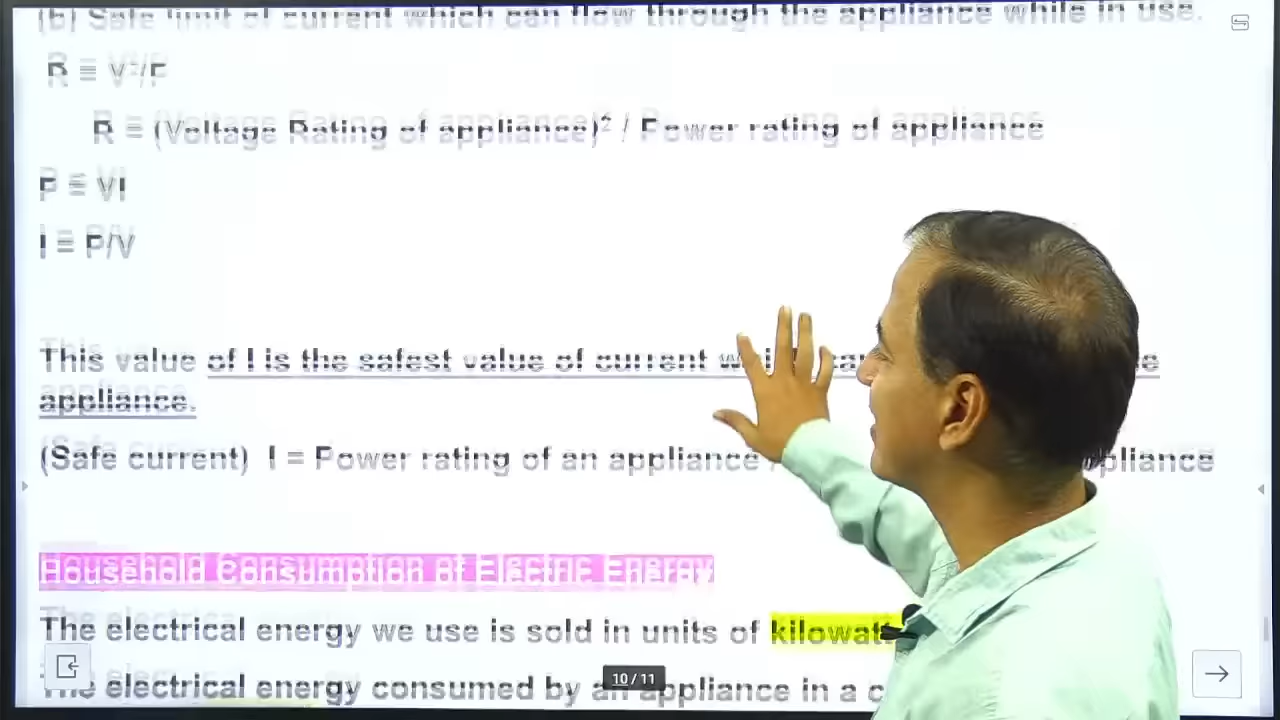 (b) Safe limit of current which can flow through the appliance while in use.
R = V²/P
R = (Voltage Rating of appliance)² / Power rating of appliance
P = VI
I = P/V
This value of I is the safest value of current
appliance.
(Safe current) I = Power rating of an appliance
Household Consumption of Electric Energy
The electrical energy we use is sold in units of kilowatt
The electrical energy consumed by an appliance in a
10/11